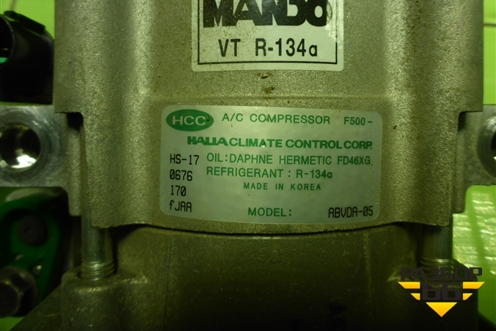 MANDO
VT R-134a
HCC A/C COMPRESSOR F500-
HALLA CLIMATE CONTROL CORP.
HS-17 OIL:DAPHNE HERMETIC FD46XG
0676 REFRIGERANT : R-134a
170 MADE IN KOREA
fJAA MODEL: ABVDA-05